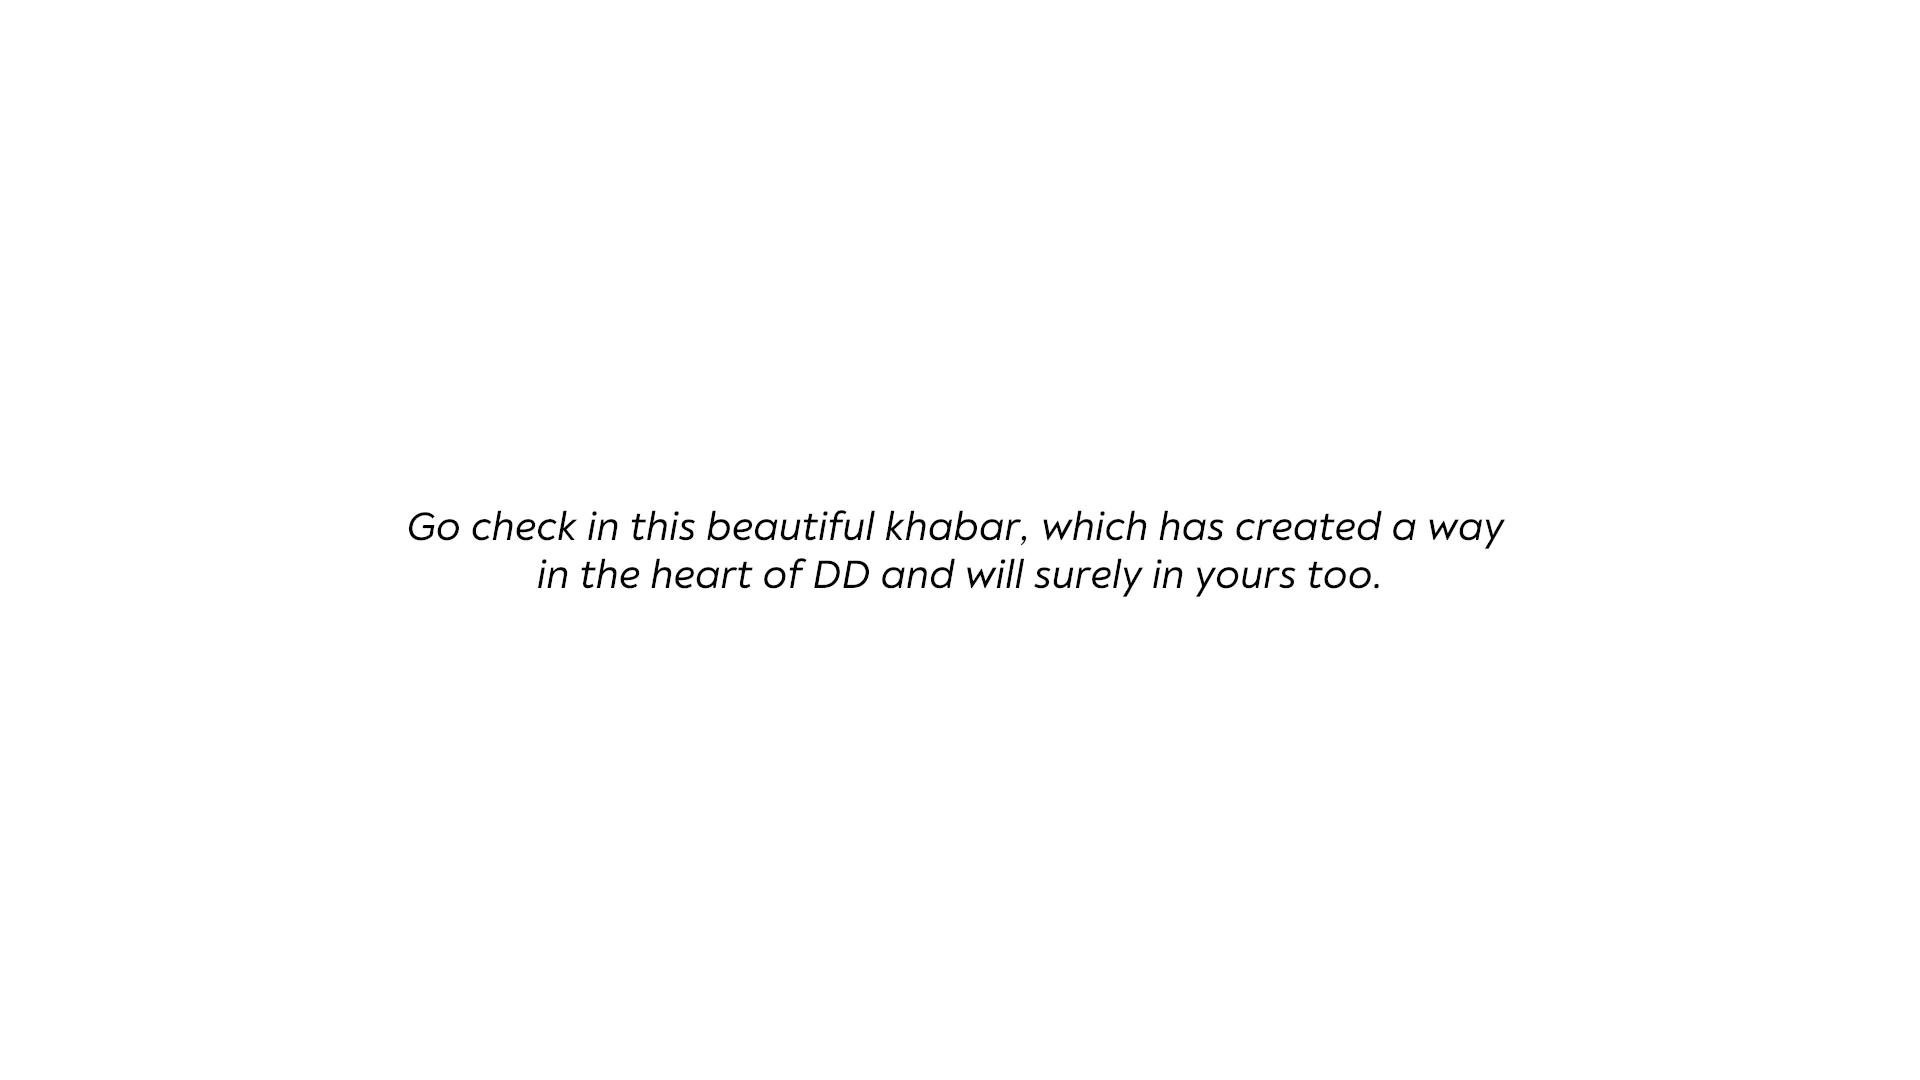 Go check in this beautiful khabar, which has created a way
in the heart of DD and will surely in yours too.